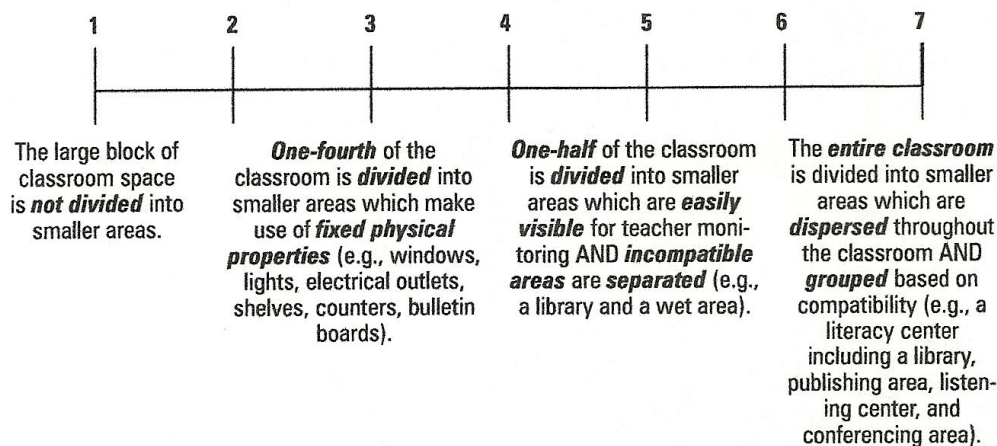 1 2 3 4 5 6 7
The large block of
classroom space
is not divided into
smaller areas.
One-fourth of the
classroom is divided into
smaller areas which make
use of fixed physical
properties (e.g., windows,
lights, electrical outlets,
shelves, counters, bulletin
boards).
One-half of the classroom
is divided into smaller
areas which are easily
visible for teacher moni-
toring AND incompatible
areas are separated (e.g.,
a library and a wet area).
The entire classroom
is divided into smaller
areas which are
dispersed throughout
the classroom AND
grouped based on
compatibility (e.g., a
literacy center
including a library,
publishing area, listen-
ing center, and
conferencing area).